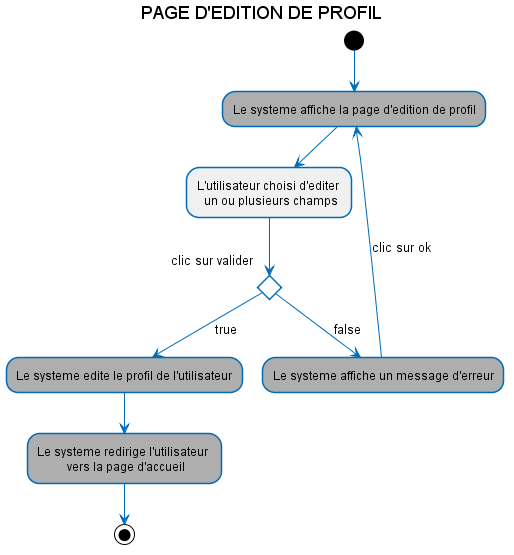 PAGE D'EDITION DE PROFIL
Le systeme affiche la page d'edition de profil
L'utilisateur choisi d'editer
un ou plusieurs champs
clic sur ok
clic sur valider
true
false
Le systeme edite le profil de l'utilisateur
Le systeme affiche un message d'erreur
Le systeme redirige l'utilisateur
vers la page d'accueil